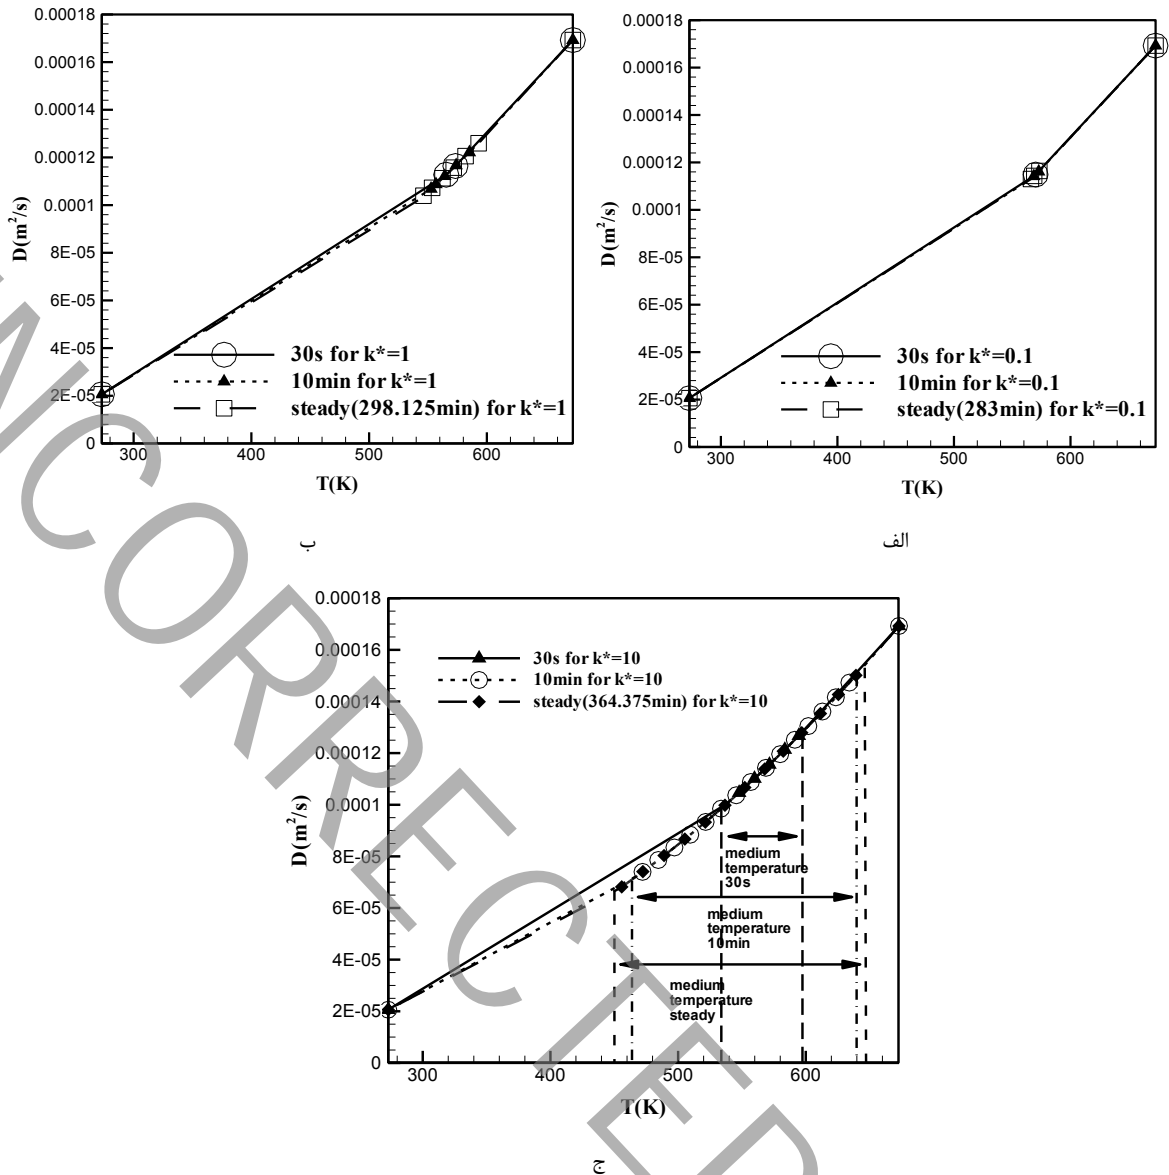 0.00018
0.00016
0.00014
0.00012
0.0001
8E-05
6E-05
4E-05
2E-05
0
D(m²/s)
300 400 500 600
T(K)
30s for k*=1
10min for k*=1
steady(298.125min) for k*=1
ب
0.00018
0.00016
0.00014
0.00012
0.0001
8E-05
6E-05
4E-05
2E-05
0
D(m²/s)
300 400 500 600
T(K)
30s for k*=0.1
10min for k*=0.1
steady(283min) for k*=0.1
الف
0.00018
0.00016
0.00014
0.00012
0.0001
8E-05
6E-05
4E-05
2E-05
0
D(m²/s)
300 400 500 600
T(K)
30s for k*=10
10min for k*=10
steady(364.375min) for k*=10
medium
temperature
30s
medium
temperature
10min
medium
temperature
steady
ج
NCORRECTED